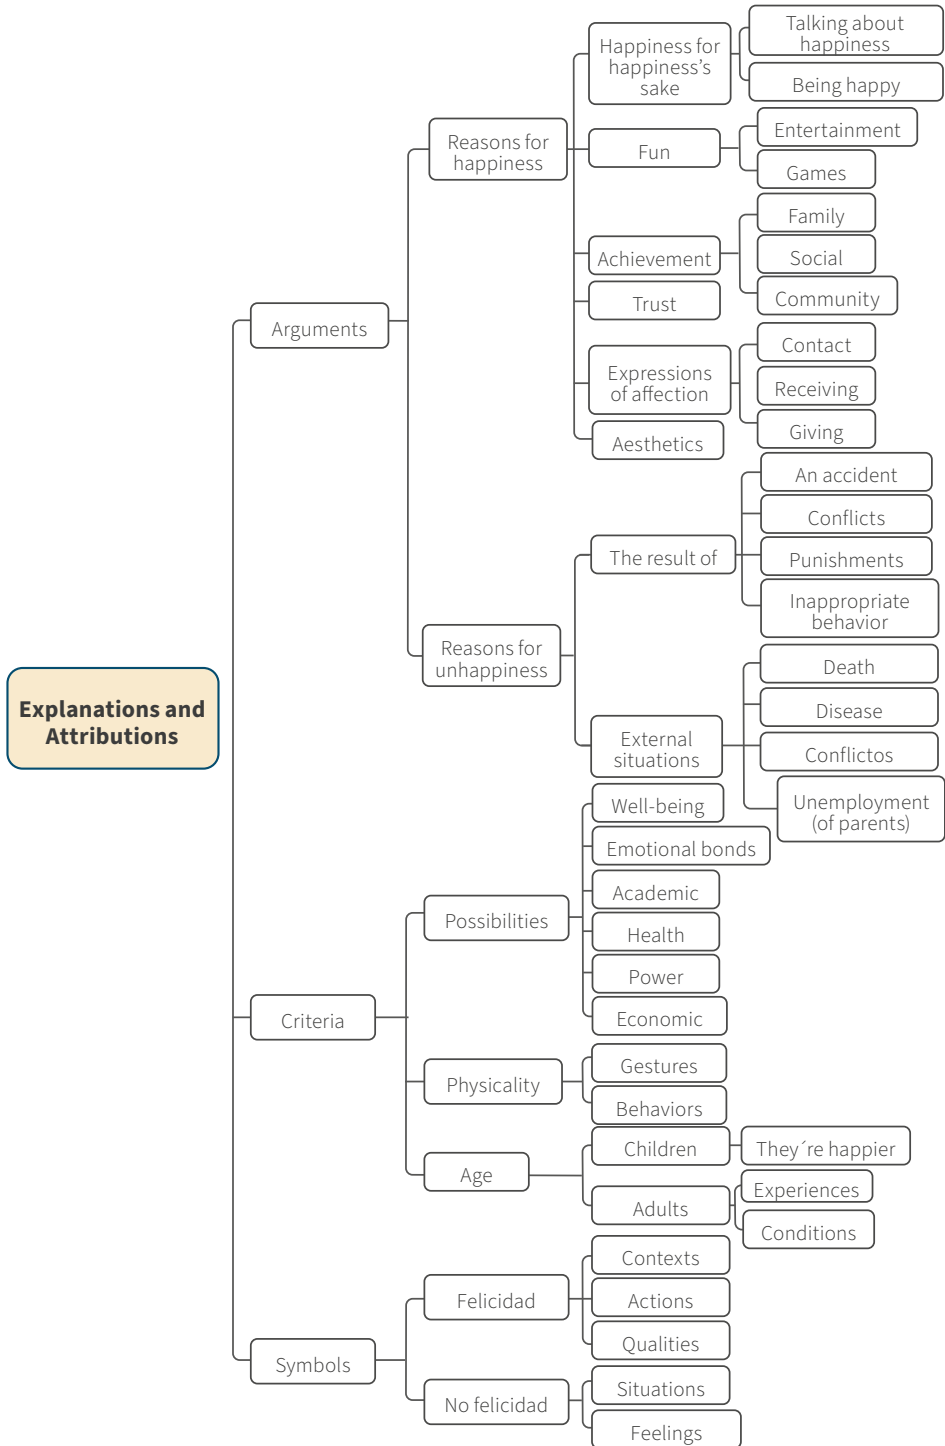 Explanations and
Attributions
Arguments
Reasons for
happiness
Happiness for
happiness's
sake
Talking about
happiness
Being happy
Fun
Entertainment
Games
Achievement
Family
Social
Community
Trust
Expressions
of affection
Contact
Receiving
Giving
Aesthetics
Reasons for
unhappiness
The result of
An accident
Conflicts
Punishments
Inappropriate
behavior
External
situations
Death
Disease
Conflictos
Unemployment
(of parents)
Criteria
Possibilities
Well-being
Emotional bonds
Academic
Health
Power
Economic
Physicality
Gestures
Behaviors
Age
Children
They´re happier
Adults
Experiences
Conditions
Symbols
Felicidad
Contexts
Actions
Qualities
No felicidad
Situations
Feelings